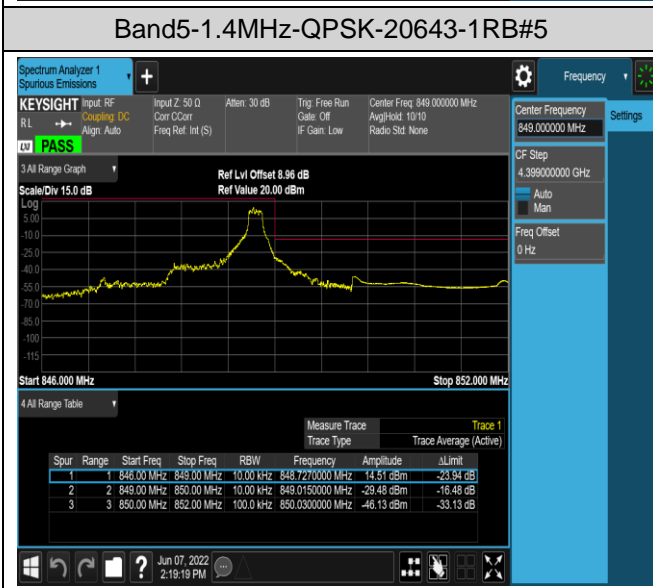 Band5-1.4MHz-QPSK-20643-1RB#5
Spectrum Analyzer 1
Spurious Emissions
Frequency
KEYSIGHT
RL
Input: RF
Coupling: DC
Align: Auto
Input Z: 50 Ω
Corr CCorr
Freq Ref: Int (S)
Atten: 30 dB
Trig: Free Run
Gate: Off
IF Gain: Low
Center Freq: 849.000000 MHz
Avg|Hold: 10/10
Radio Std: None
LXI PASS
Center Frequency
849.000000 MHz
Settings
CF Step
4.399000000 GHz
Auto
Man
Freq Offset
0 Hz
3 All Range Graph
Scale/Div 15.0 dB
Ref Lvl Offset 8.96 dB
Ref Value 20.00 dBm
Log
5.00
-10.0
-25.0
-40.0
-55.0
-70.0
-85.0
-100
-115
Start 846.000 MHz
Stop 852.000 MHz
4 All Range Table
Measure Trace Trace 1
Trace Type Trace Average (Active)
Spur Range Start Freq Stop Freq RBW Frequency Amplitude ΔLimit
1 1 846.00 MHz 849.00 MHz 10.00 kHz 848.7270000 MHz 14.51 dBm -23.94 dB
2 2 849.00 MHz 850.00 MHz 10.00 kHz 849.0150000 MHz -29.48 dBm -16.48 dB
3 3 850.00 MHz 852.00 MHz 100.0 kHz 850.0300000 MHz -46.13 dBm -33.13 dB
Jun 07, 2022
2:19:19 PM